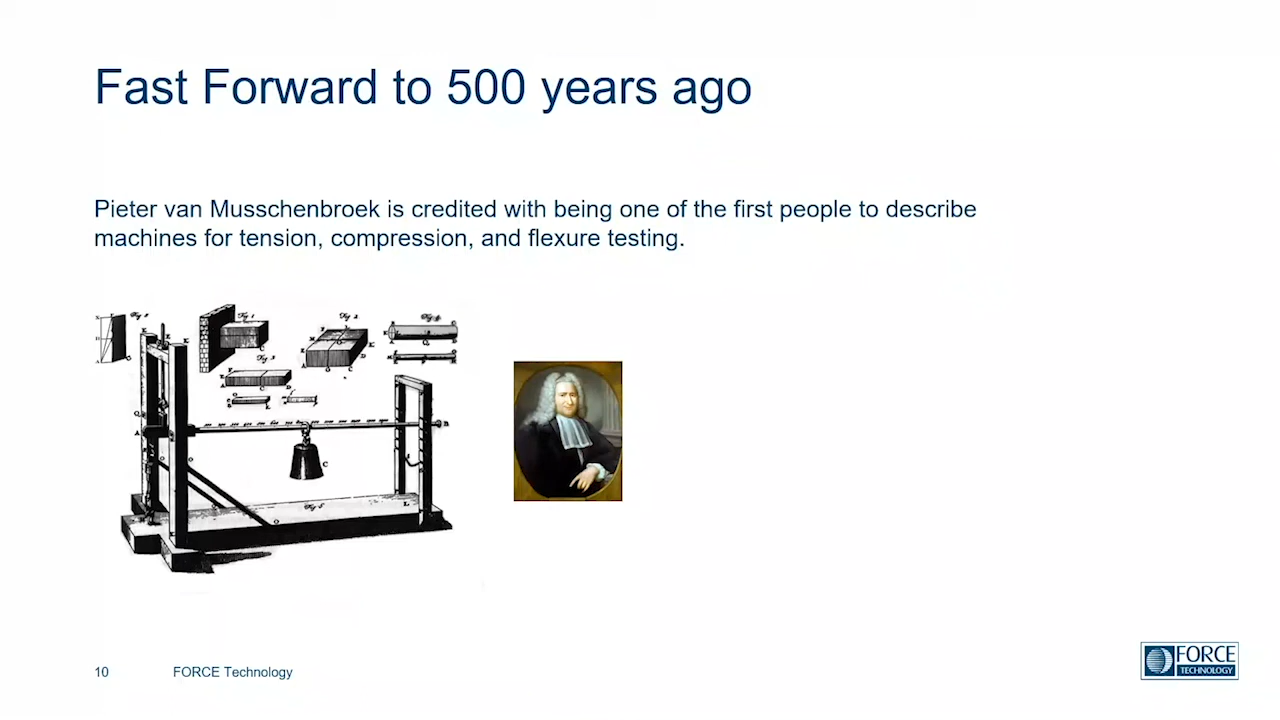 Fast Forward to 500 years ago
Pieter van Musschenbroek is credited with being one of the first people to describe
machines for tension, compression, and flexure testing.
10
FORCE Technology
FORCE
TECHNOLOGY